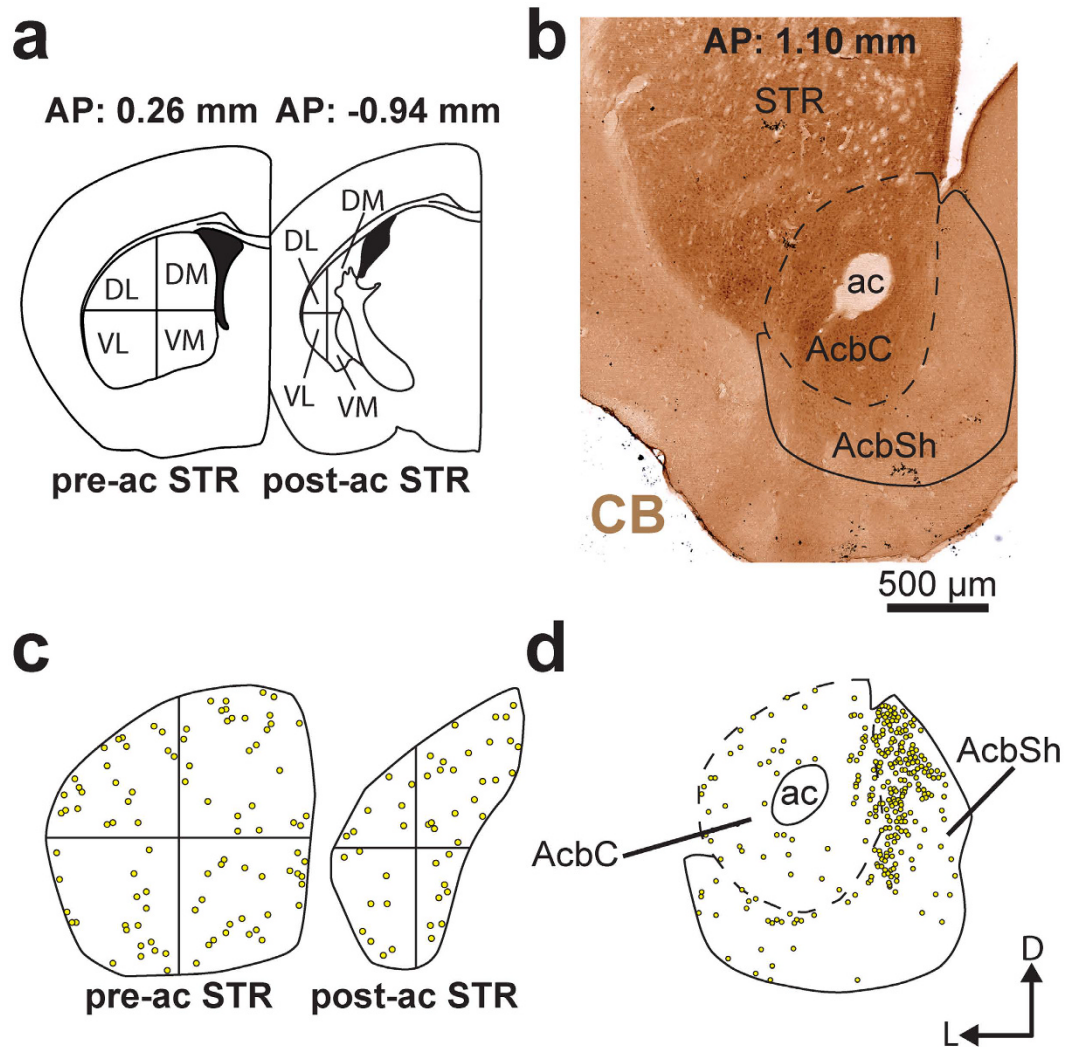 a
AP: 0.26 mm AP: -0.94 mm
DL DM
VL VM
DM
DL
VL
VM
pre-ac STR post-ac STR
b
AP: 1.10 mm
STR
ac
AcbC
AcbSh
CB
500 µm
c
pre-ac STR post-ac STR
d
AcbSh
ac
AcbC
D
L